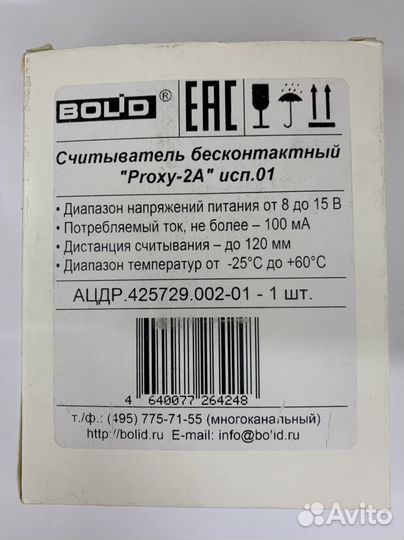 BOLID ® EAC
Считыватель бесконтактный
"Proxy-2A" исп.01
• Диапазон напряжений питания от 8 до 15 В
• Потребляемый ток, не более – 100 мА
• Дистанция считывания – до 120 мм
• Диапазон температур от -25°С до +60°С
АЦДР.425729.002-01 - 1 шт.
4 640077 264248
т./ф.: (495) 775-71-55 (многоканальный)
http://bolid.ru E-mail: info@bolid.ru
Avito